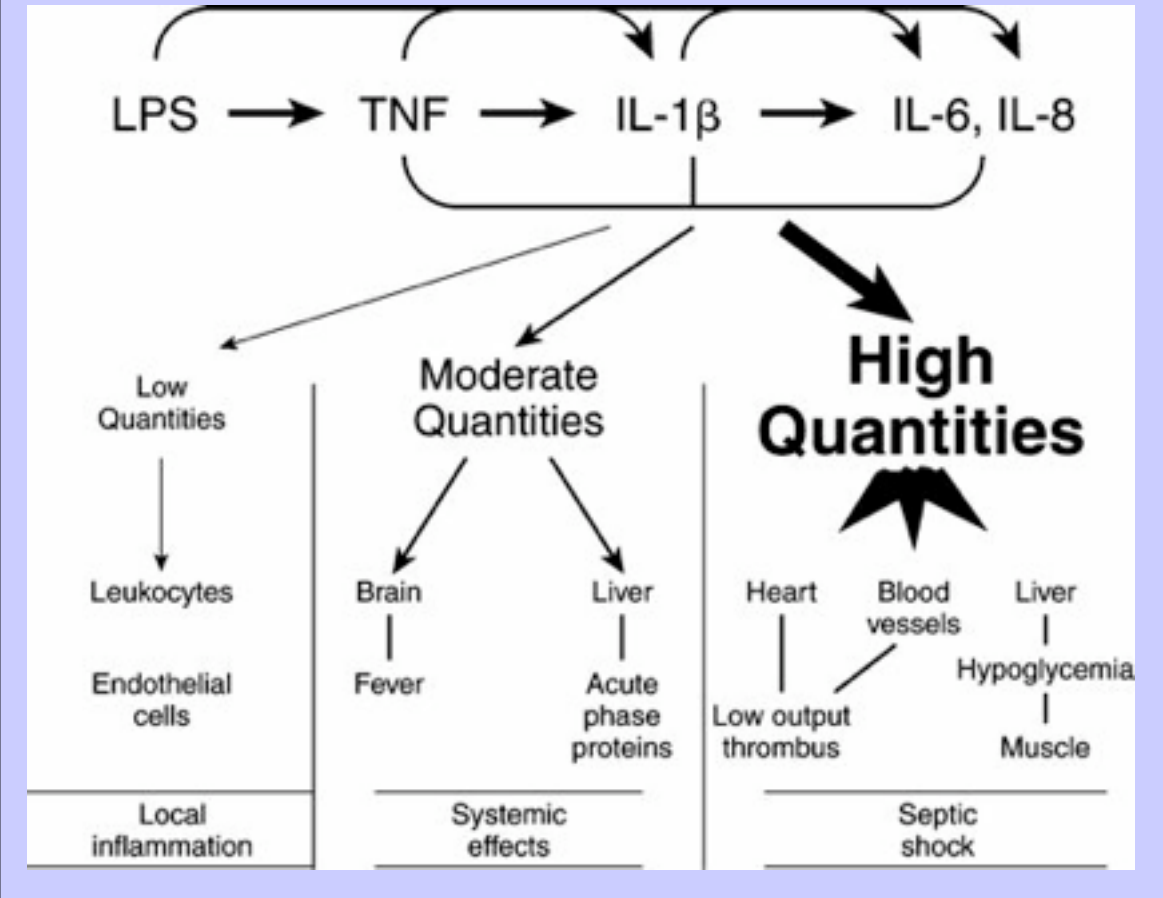 LPS TNF IL-1β IL-6, IL-8
Low
Quantities
Moderate
Quantities
High
Quantities
Leukocytes
Endothelial
cells
Brain
Fever
Liver
Acute
phase
proteins
Heart
Blood
vessels
Low output
thrombus
Liver
Hypoglycemia
Muscle
Local
inflammation
Systemic
effects
Septic
shock